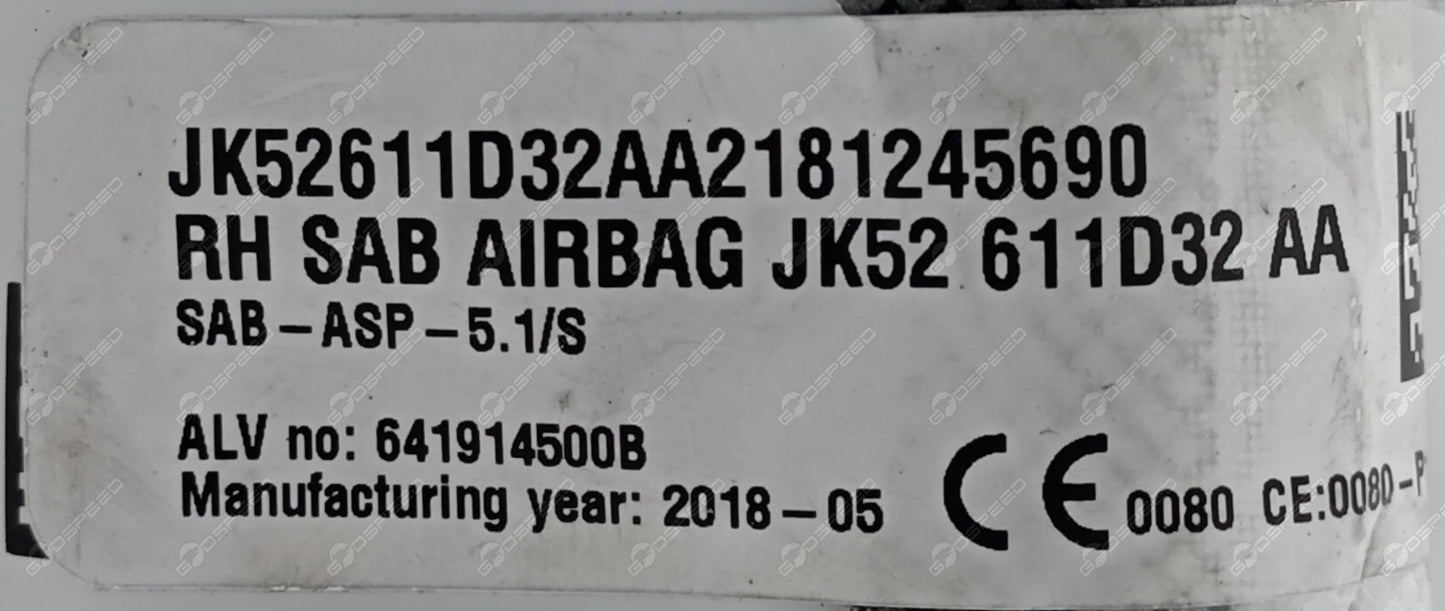 JK52611D32AA2181245690
RH SAB AIRBAG JK52 611D32 AA
SAB-ASP-5.1/S
ALV no: 641914500B
Manufacturing year: 2018-05
CE 0080 CE:0080-P
GODSPEED